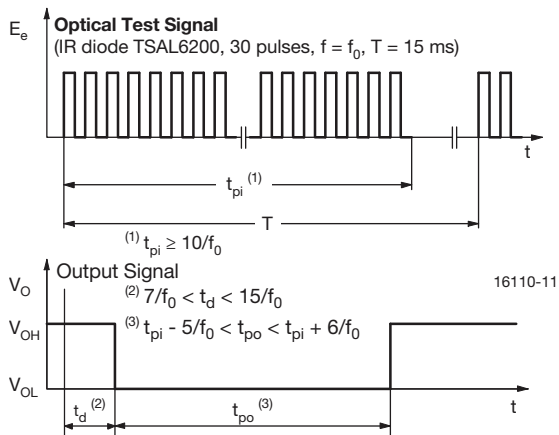 E_e
Optical Test Signal
(IR diode TSAL6200, 30 pulses, f = f_0, T = 15 ms)
t
t_pi (1)
T
(1) t_pi ≥ 10/f_0
V_O
Output Signal
16110-11
(2) 7/f_0 < t_d < 15/f_0
V_OH
(3) t_pi - 5/f_0 < t_po < t_pi + 6/f_0
V_OL
t
t_d (2)
t_po (3)